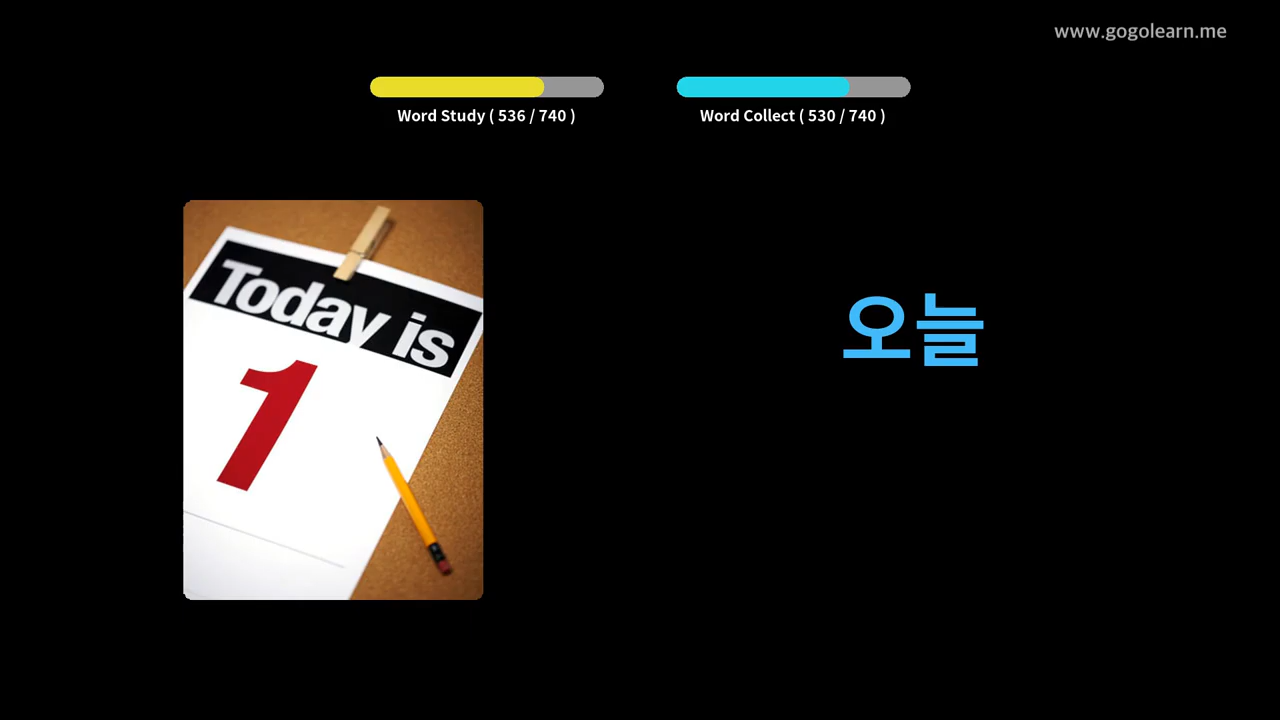 www.gogolearn.me
Word Study ( 536 / 740 )
Word Collect ( 530 / 740 )
Today is
1
오늘